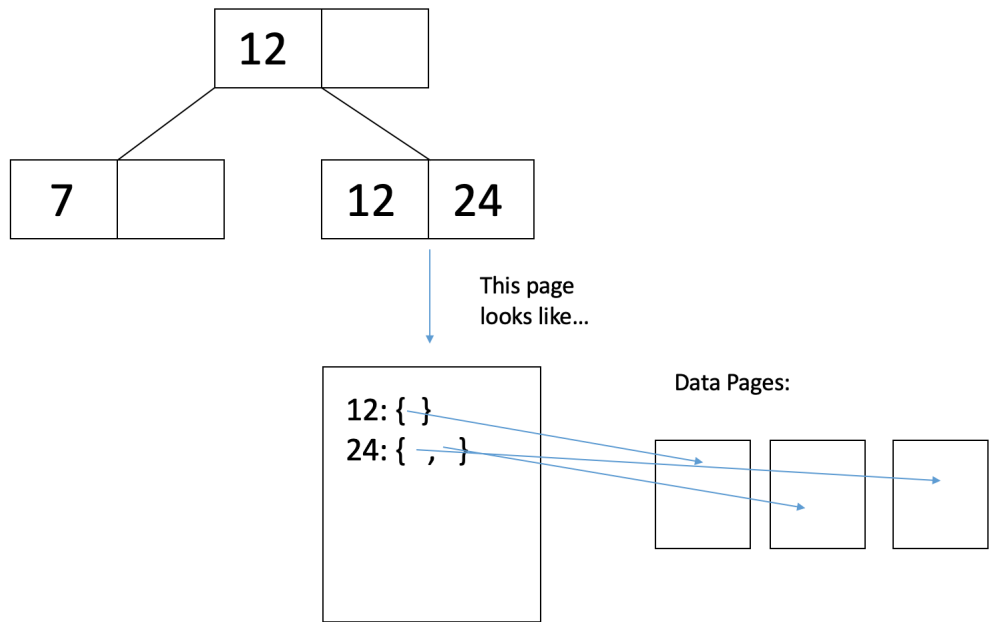 12
7
12 24
This page
looks like...
Data Pages:
12: { }
24: { , }